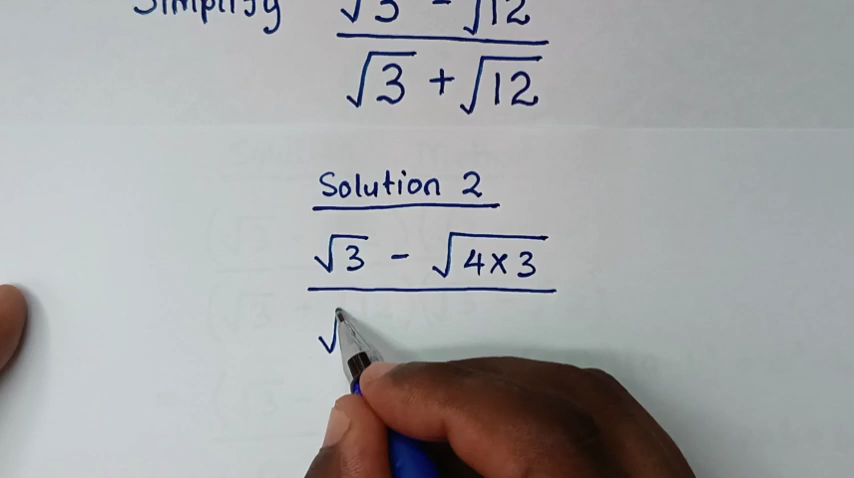 Simplify √3 - √12
√3 + √12
Solution 2
√3 - √4×3
√